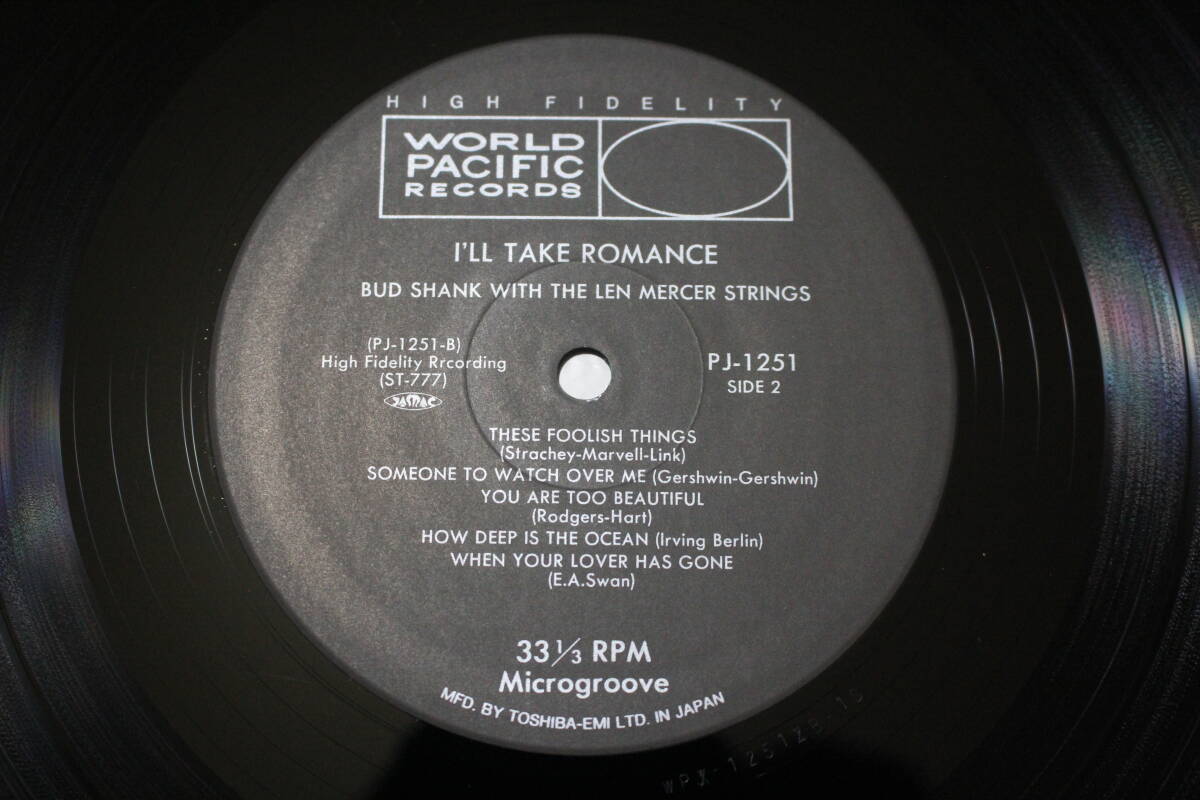 HIGH FIDELITY
WORLD
PACIFIC
RECORDS
I'LL TAKE ROMANCE
BUD SHANK WITH THE LEN MERCER STRINGS
(PJ-1251-B)
High Fidelity Rrcording
(ST-777)
JASRAC
PJ-1251
SIDE 2
THESE FOOLISH THINGS
(Strachey-Marvell-Link)
SOMEONE TO WATCH OVER ME (Gershwin-Gershwin)
YOU ARE TOO BEAUTIFUL
(Rodgers-Hart)
HOW DEEP IS THE OCEAN (Irving Berlin)
WHEN YOUR LOVER HAS GONE
(E.A.Swan)
33 1/3 RPM
Microgroove
MFD. BY TOSHIBA-EMI LTD. IN JAPAN